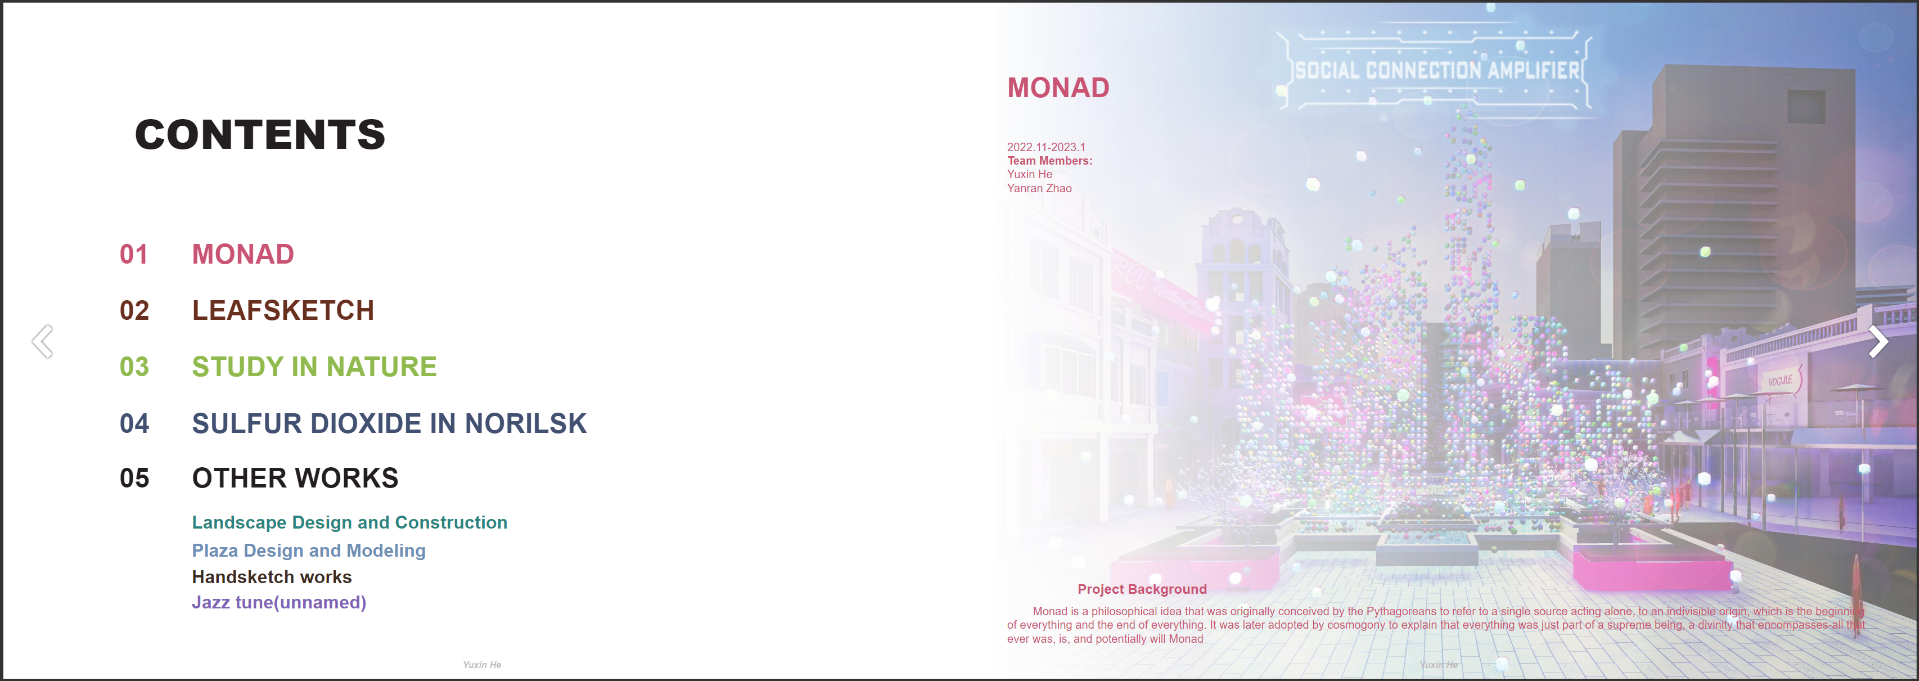 CONTENTS
01 MONAD
02 LEAFSKETCH
03 STUDY IN NATURE
04 SULFUR DIOXIDE IN NORILSK
05 OTHER WORKS
Landscape Design and Construction
Plaza Design and Modeling
Handsketch works
Jazz tune(unnamed)
Yuxin He
SOCIAL CONNECTION AMPLIFIER
MONAD
2022.11-2023.1
Team Members:
Yuxin He
Yanran Zhao
Project Background
Monad is a philosophical idea that was originally conceived by the Pythagoreans to refer to a single source acting alone, to an indivisible origin, which is the beginning
of everything and the end of everything. It was later adopted by cosmogony to explain that everything was just part of a supreme being, a divinity that encompasses all that
ever was, is, and potentially will Monad
Yuxin He